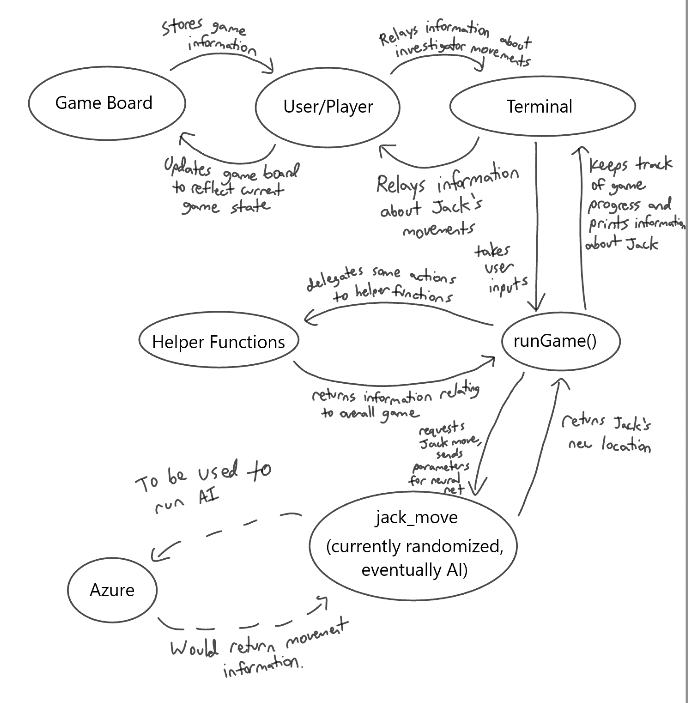 Stores game
information
Relays information about
investigator movements
Game Board
User/Player
Terminal
Updates game board
to reflect current
game state
Relays information
about Jack's
movements
keeps track
of game
progress and
prints information
about Jack
takes
user
inputs
delegates some actions
to helper functions
Helper Functions
runGame()
returns information relating
to overall game
requests
Jack move,
sends
parameters
for neural
net
returns Jack's
new location
To be used to
run AI
jack_move
(currently randomized,
eventually AI)
Azure
Would return movement
information.